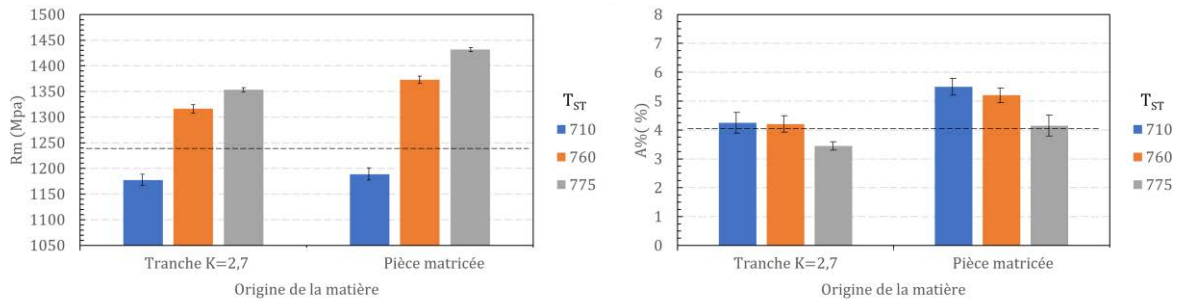 1500
1450
1400
1350
1300
1250
1200
1150
1100
1050
Rm (Mpa)
Tranche K=2,7
Pièce matricée
Origine de la matière
T_ST
710
760
775
8
7
6
5
4
3
2
1
0
A%( %)
Tranche K=2,7
Pièce matricée
Origine de la matière
T_ST
710
760
775